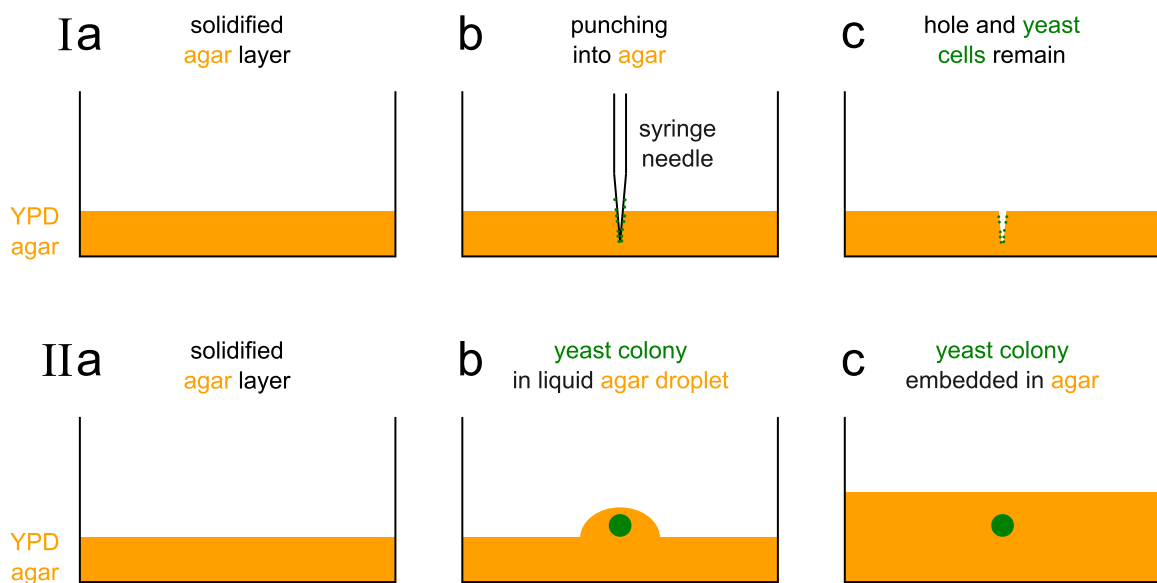 Ia
solidified
agar layer
b
punching
into agar
c
hole and yeast
cells remain
syringe
needle
YPD
agar
IIa
solidified
agar layer
b
yeast colony
in liquid agar droplet
c
yeast colony
embedded in agar
YPD
agar